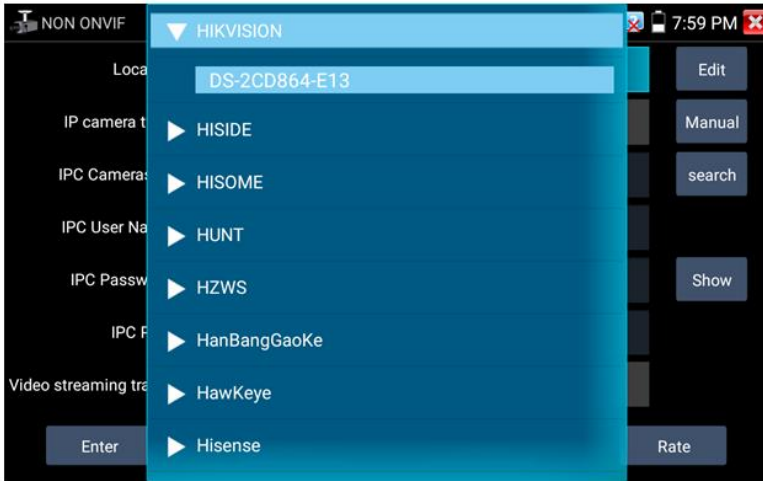 NON ONVIF
7:59 PM
HIKVISION
DS-2CD864-E13
HISIDE
HISOME
HUNT
HZWS
HanBangGaoKe
HawKeye
Hisense
Loca
IP camera t
IPC Cameras
IPC User Na
IPC Passw
IPC P
Video streaming tra
Edit
Manual
search
Show
Enter
Rate